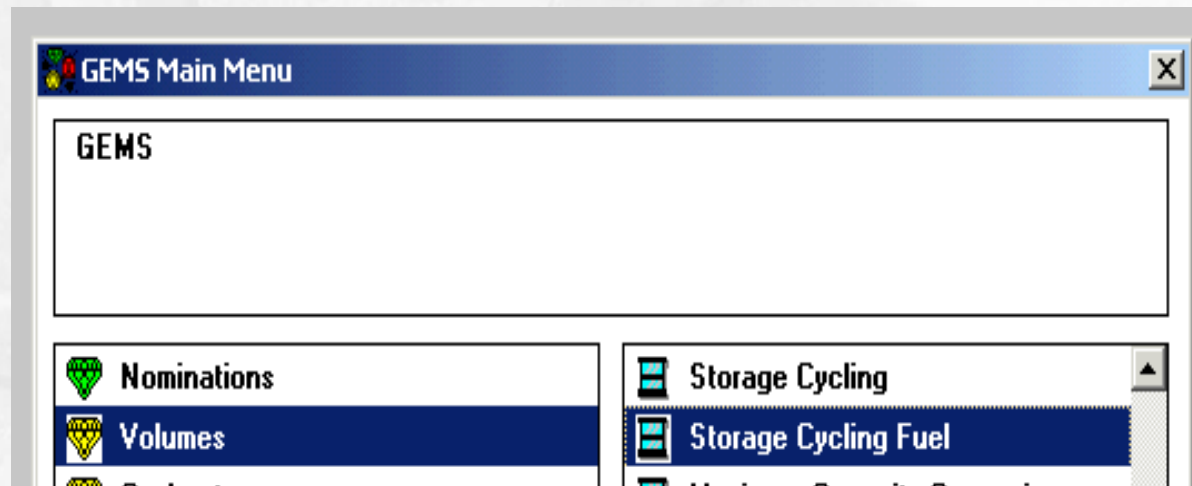 GEMS Main Menu
GEMS
Nominations
Volumes
Storage Cycling
Storage Cycling Fuel